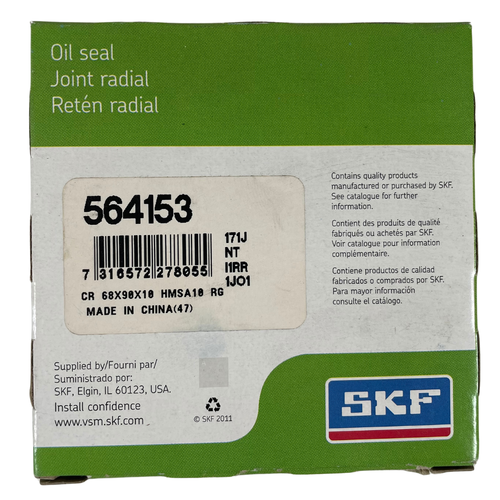 Oil seal
Joint radial
Retén radial
Contains quality products
manufactured or purchased by SKF.
See catalogue for further
information.
Contient des produits de qualité
fabriqués ou achetés par SKF.
Voir catalogue pour information
complémentaire.
Contiene productos de calidad
fabricados o comprados por SKF.
Para mayor información
consulte el catálogo.
564153
171J
NT
I1RR
1JO1
7 316572 278055
CR 68X90X10 HMSA10 RG
MADE IN CHINA(47)
Supplied by/Fourni par/
Suministrado por:
SKF, Elgin, IL 60123, USA.
Install confidence
www.vsm.skf.com
© SKF 2011
SKF